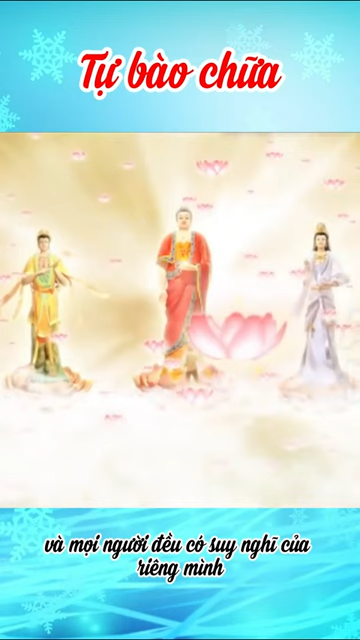 Tự bào chữa
và mọi người đều có suy nghĩ của
riêng mình